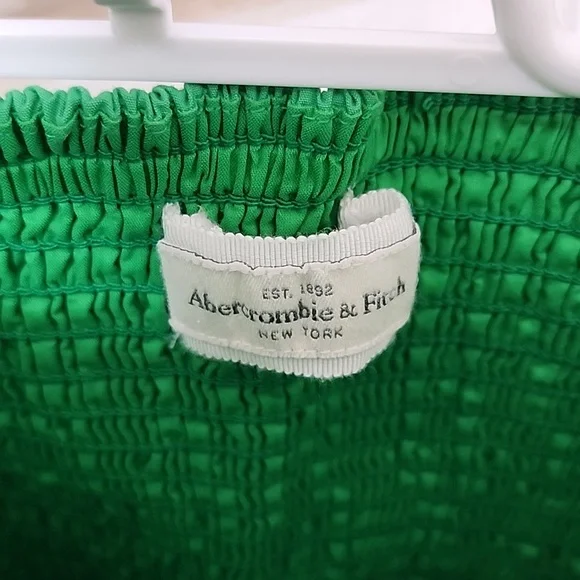 EST. 1892
Abercrombie & Fitch
NEW YORK